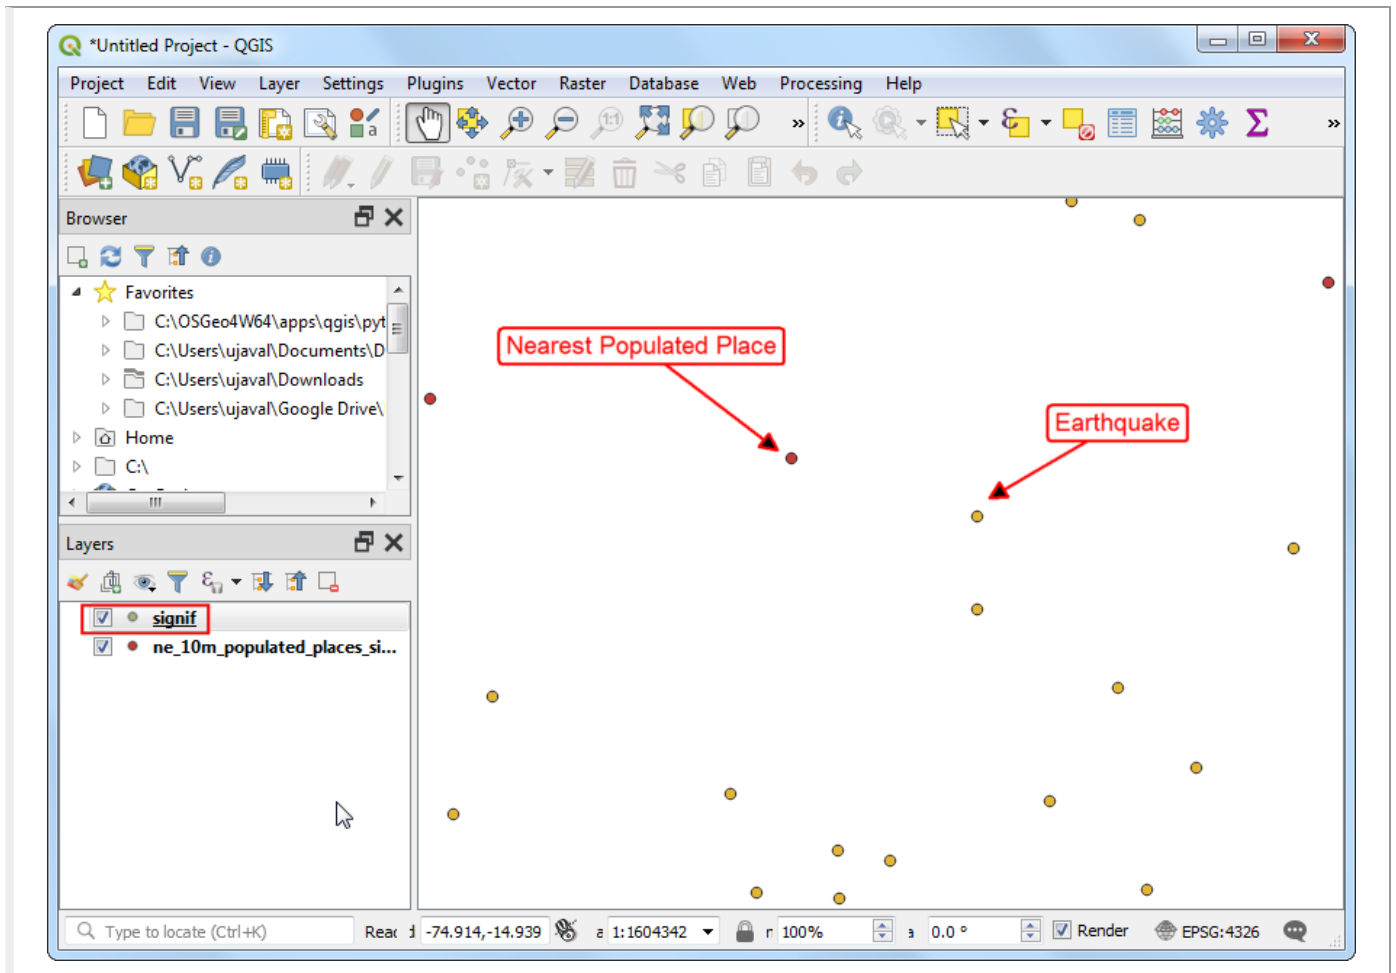 *Untitled Project - QGIS
Project Edit View Layer Settings Plugins Vector Raster Database Web Processing Help
Browser
Favorites
C:\OSGeo4W64\apps\qgis\pyt
C:\Users\ujaval\Documents\D
C:\Users\ujaval\Downloads
C:\Users\ujaval\Google Drive\
Home
C:\
Layers
signif
ne_10m_populated_places_si...
Nearest Populated Place
Earthquake
Type to locate (Ctrl+K) -74.914,-14.939 1:1604342 100% 0.0 ° Render EPSG:4326